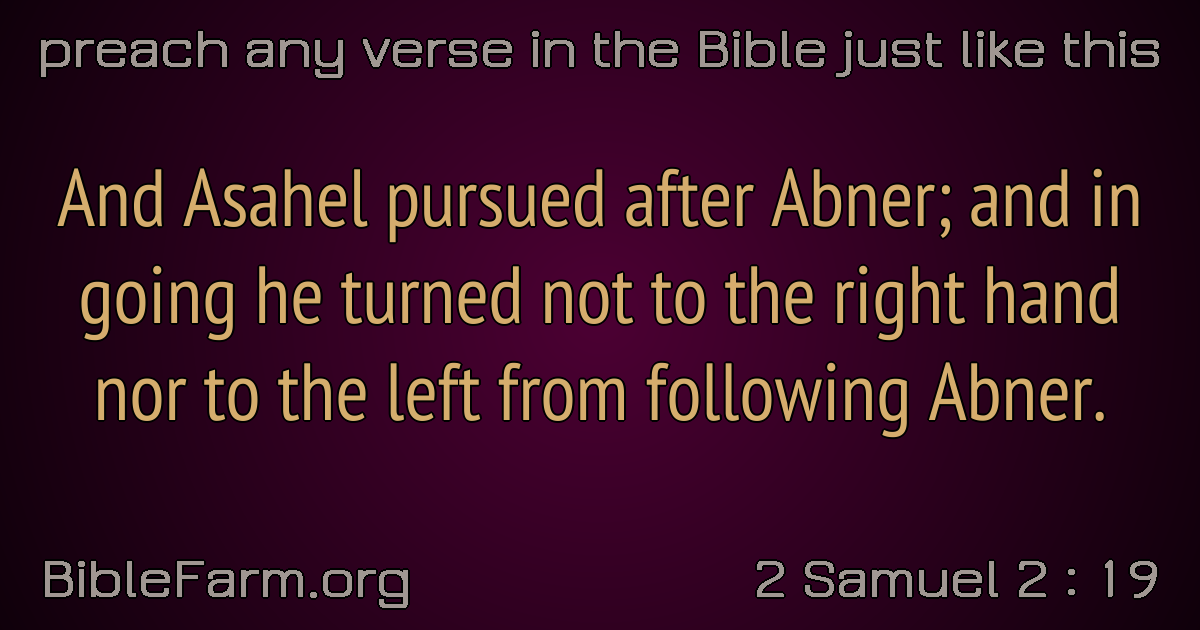 preach any verse in the Bible just like this
And Asahel pursued after Abner; and in
going he turned not to the right hand
nor to the left from following Abner.
BibleFarm.org
2 Samuel 2 : 19